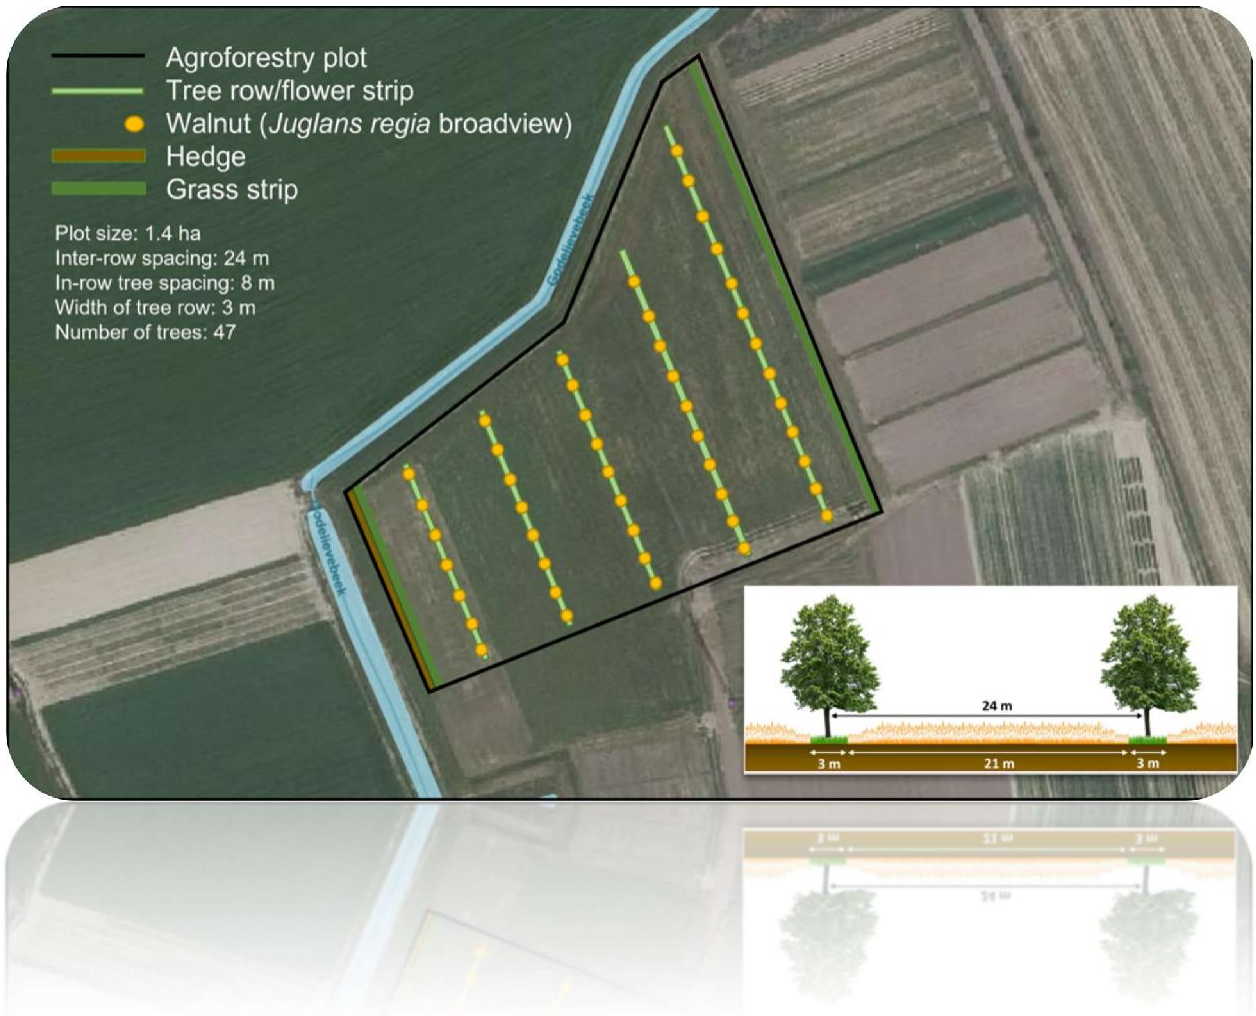 Agroforestry plot
Tree row/flower strip
Walnut (Juglans regia broadview)
Hedge
Grass strip
Plot size: 1.4 ha
Inter-row spacing: 24 m
In-row tree spacing: 8 m
Width of tree row: 3 m
Number of trees: 47
Godelievebeek
Godelievebeek
24 m
3 m
21 m
3 m